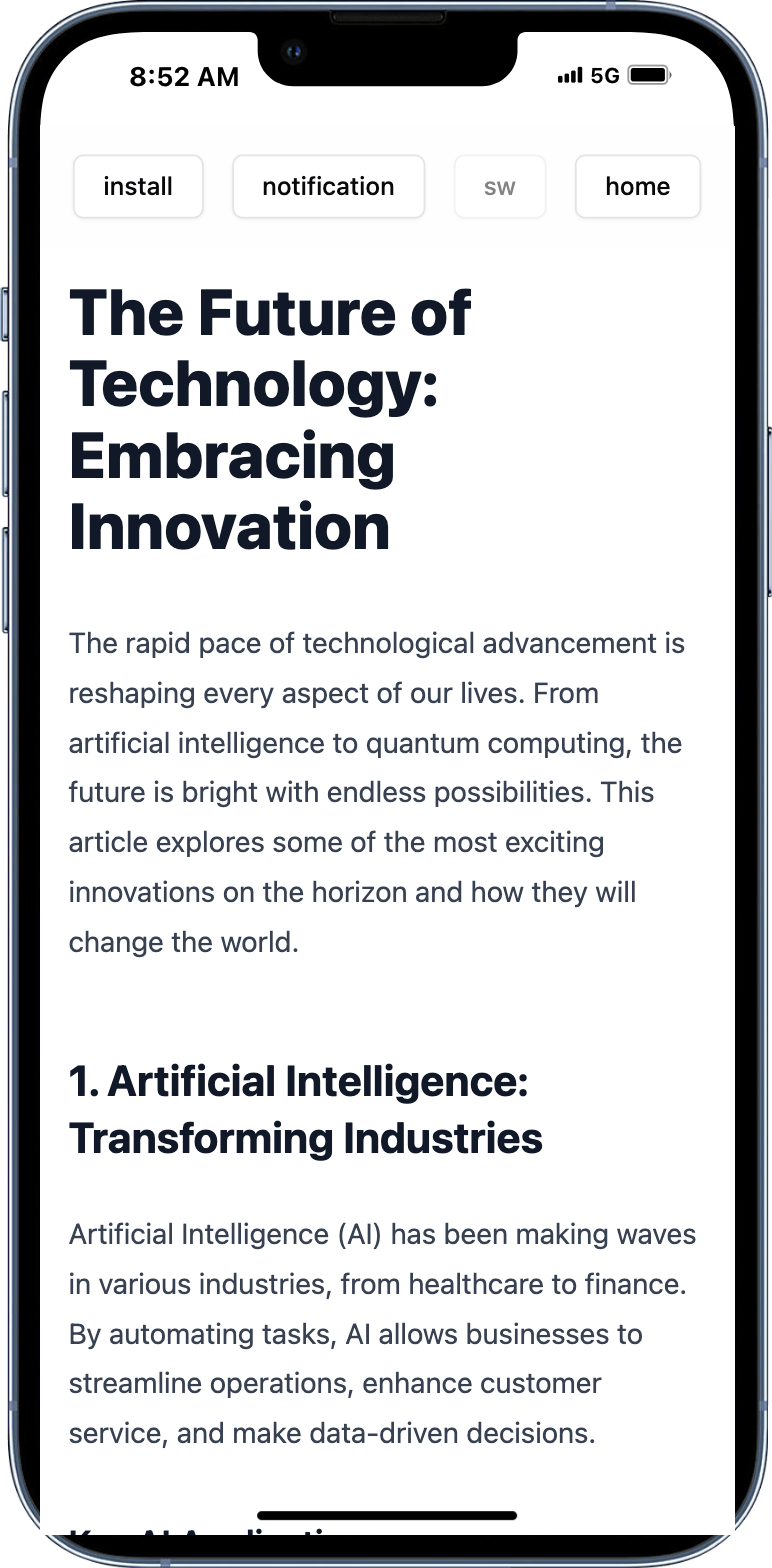 8:52 AM 5G
install notification sw home
The Future of
Technology:
Embracing
Innovation
The rapid pace of technological advancement is
reshaping every aspect of our lives. From
artificial intelligence to quantum computing, the
future is bright with endless possibilities. This
article explores some of the most exciting
innovations on the horizon and how they will
change the world.
1. Artificial Intelligence:
Transforming Industries
Artificial Intelligence (AI) has been making waves
in various industries, from healthcare to finance.
By automating tasks, AI allows businesses to
streamline operations, enhance customer
service, and make data-driven decisions.